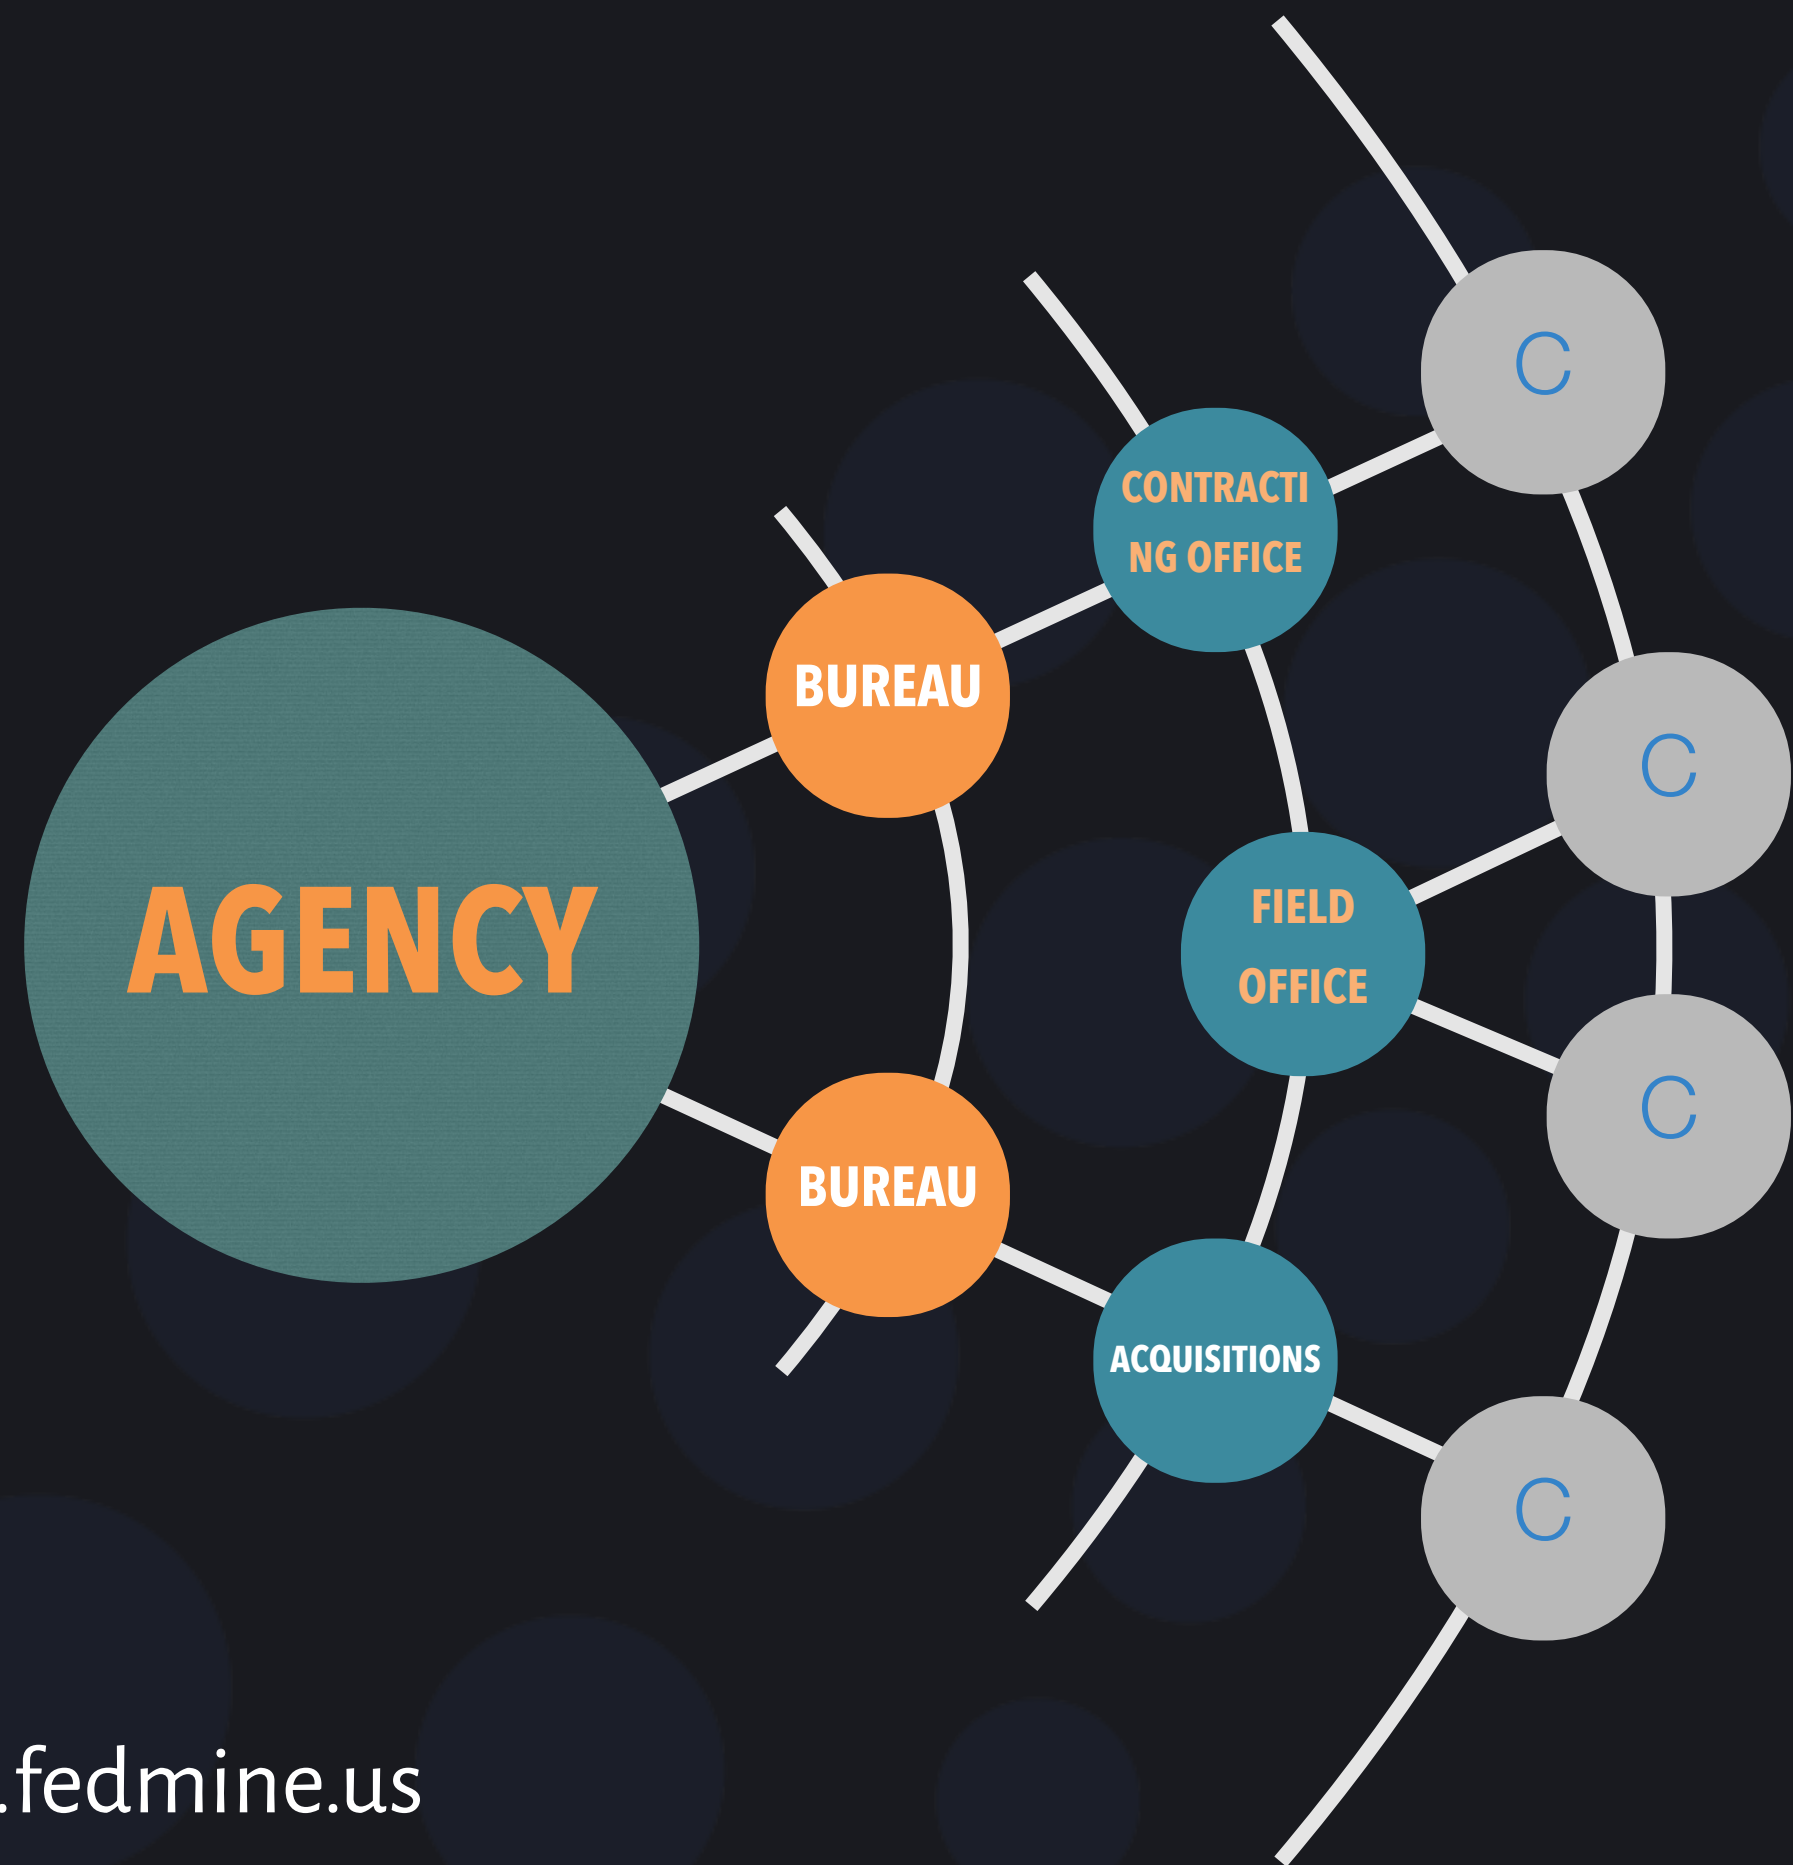 C
CONTRACTI
NG OFFICE
BUREAU
C
AGENCY
FIELD
OFFICE
C
BUREAU
ACQUISITIONS
C
.fedmine.us